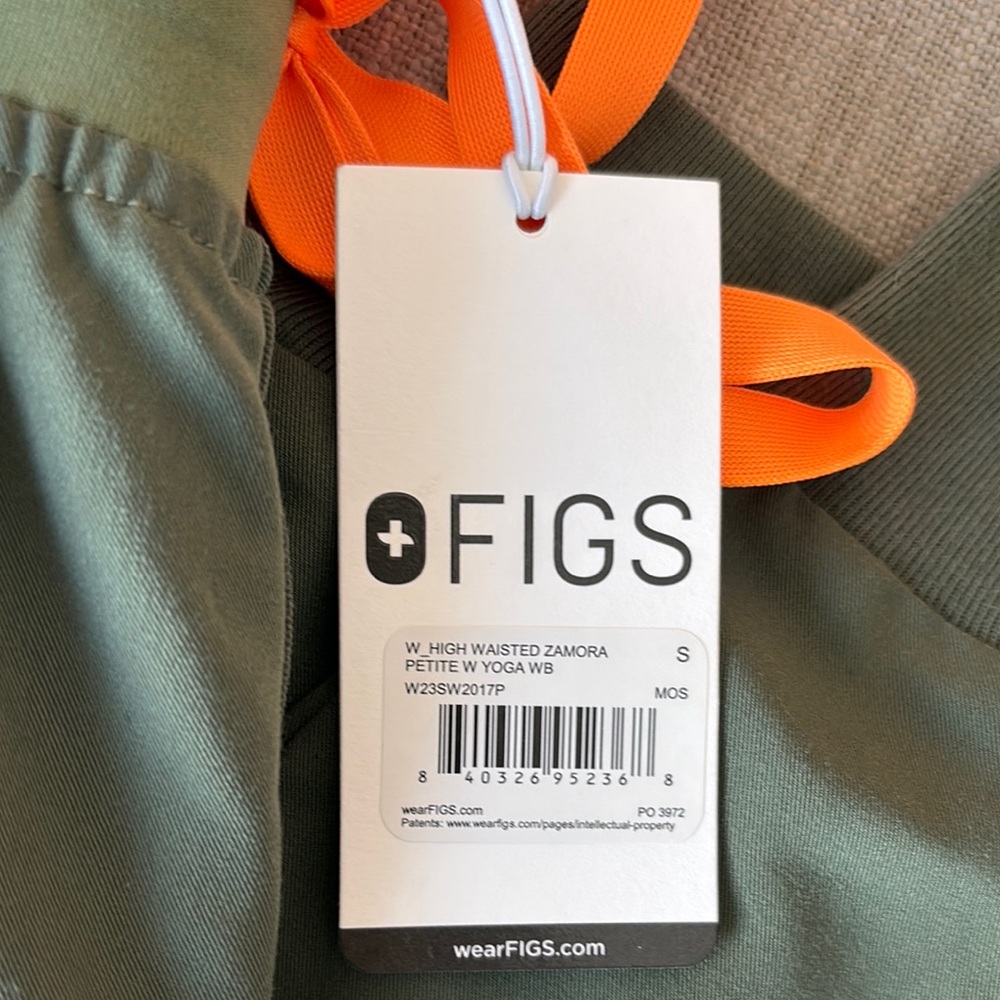 FIGS
W_HIGH WAISTED ZAMORA S
PETITE W YOGA WB
W23SW2017P MOS
8 40326 95236 8
wearFIGS.com PO 3972
Patents: www.wearfigs.com/pages/intellectual-property
wearFIGS.com